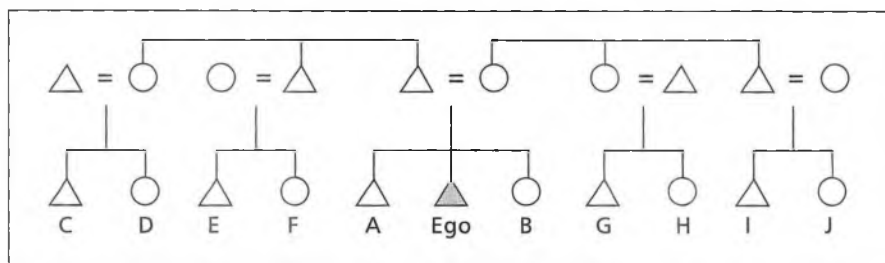 = = = = =
C D E F A Ego B G H I J